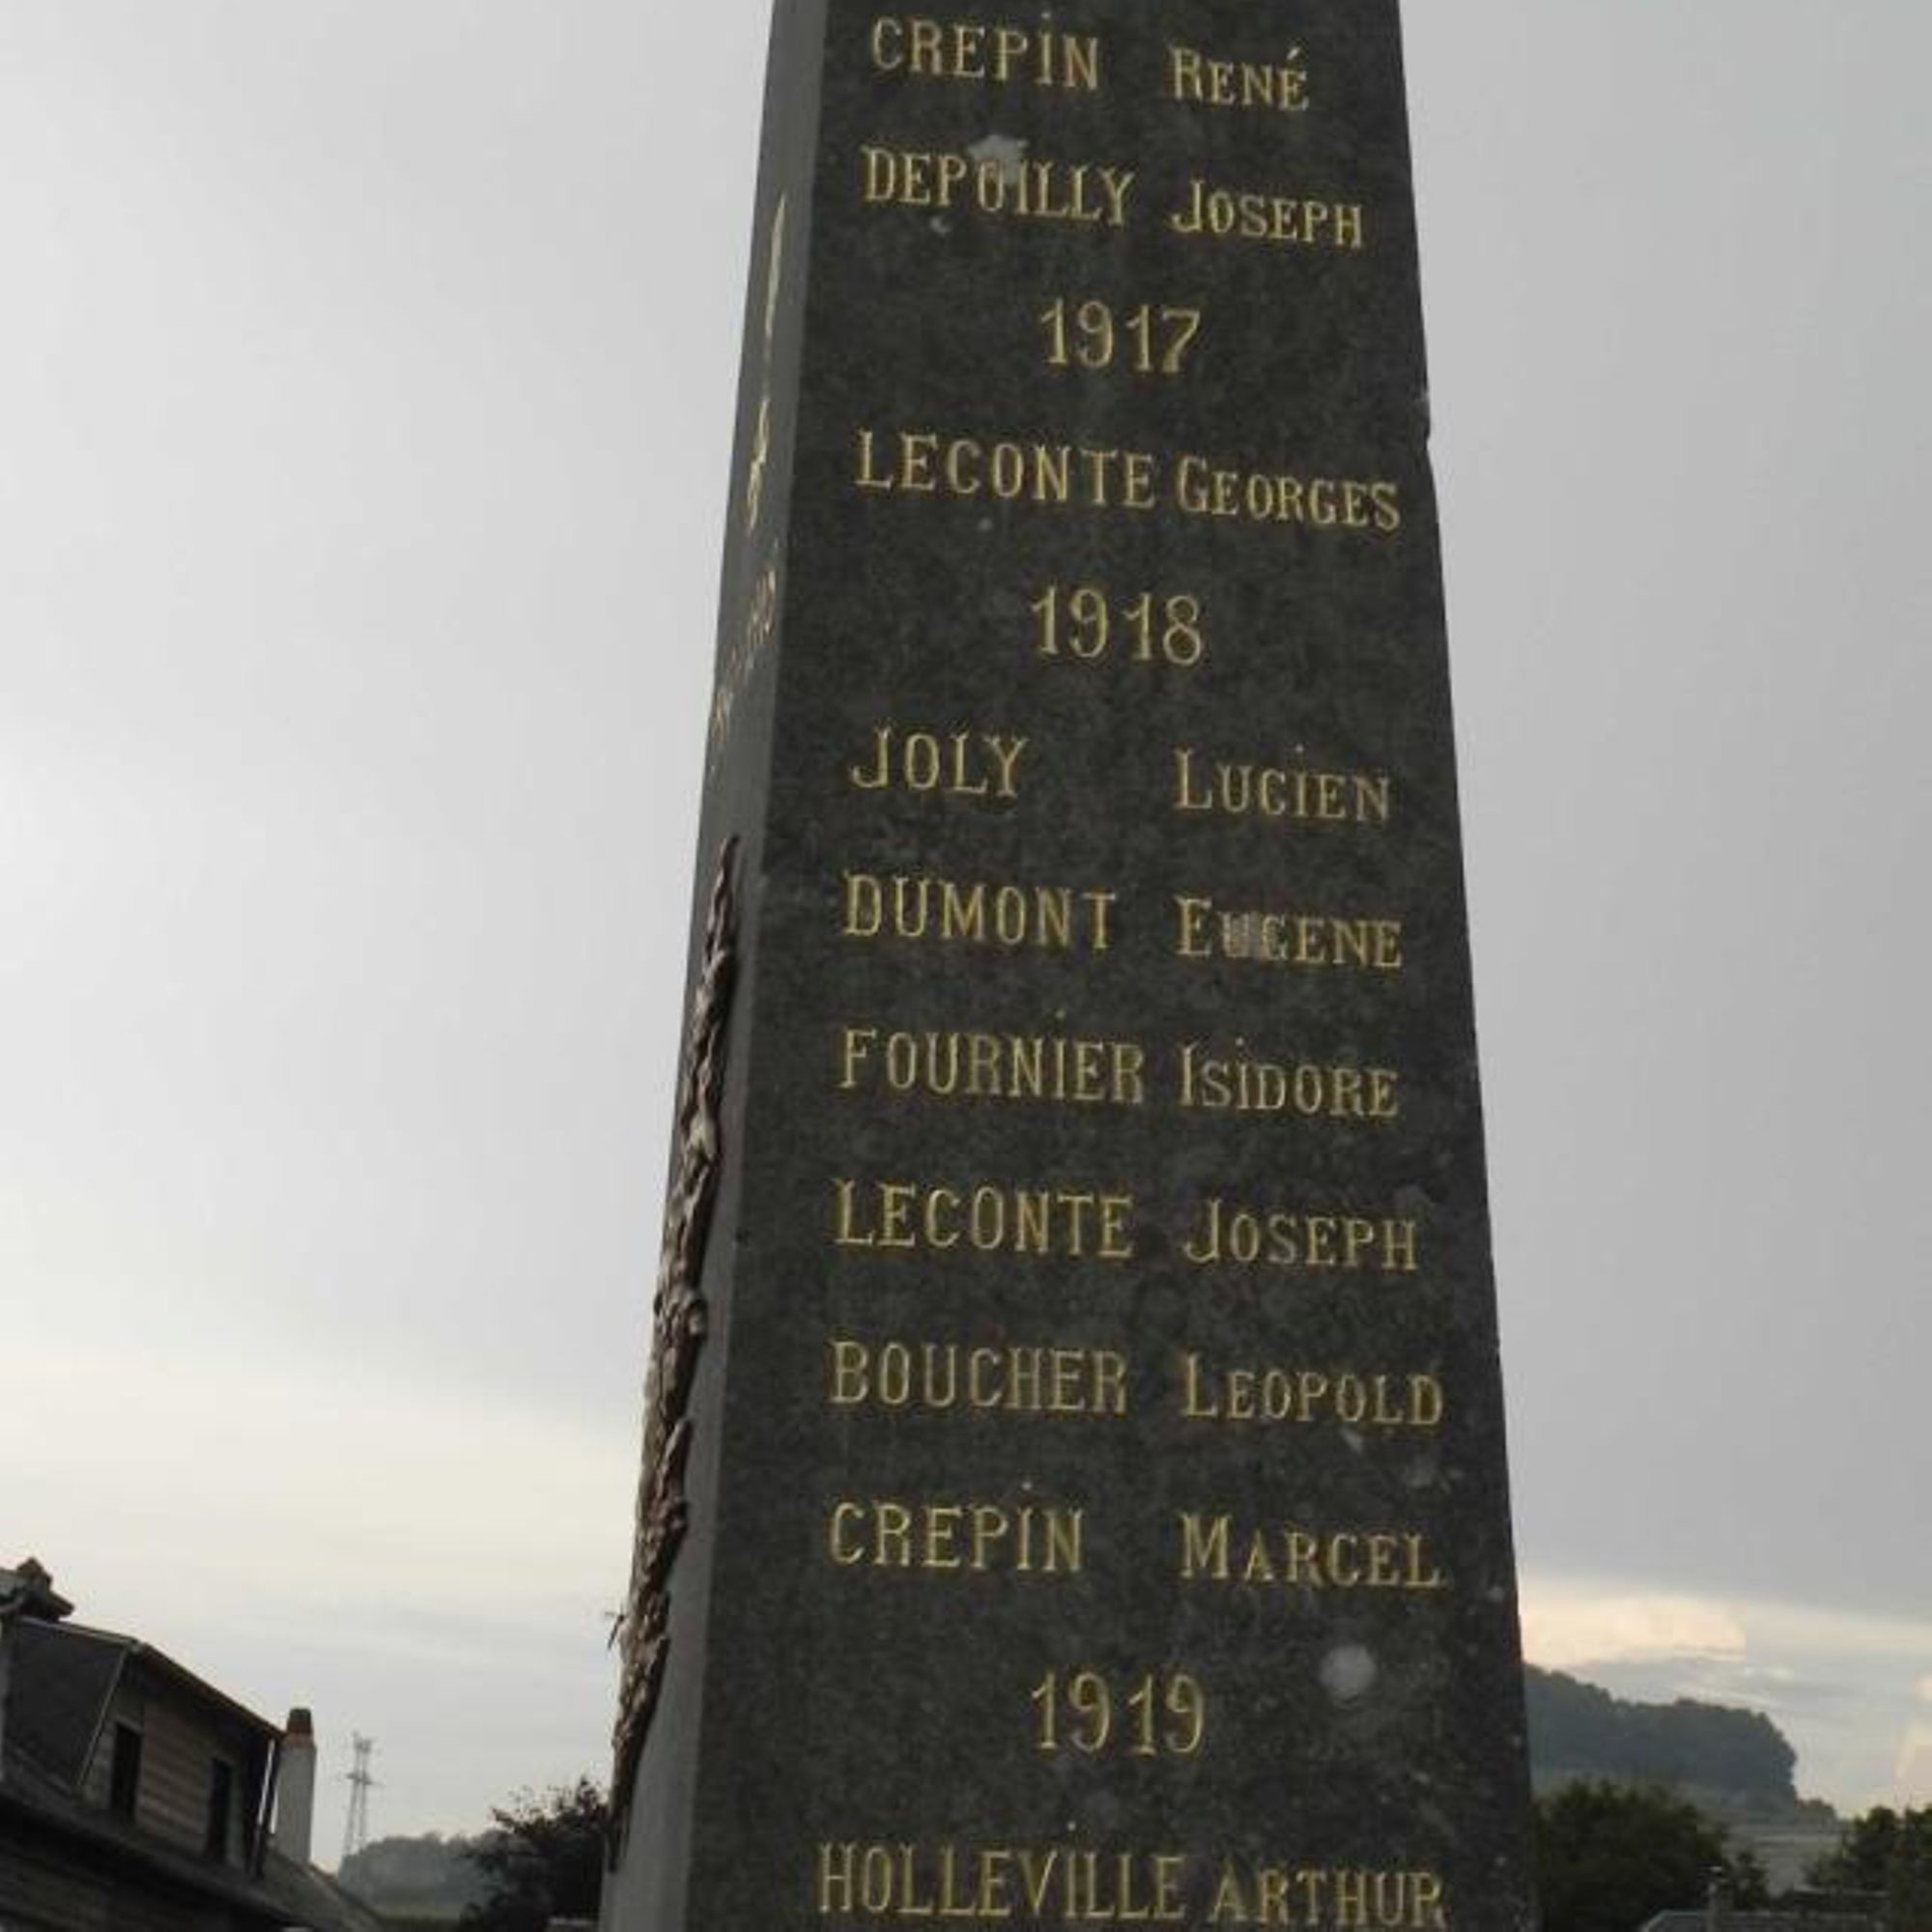 CREPIN RENÉ
DEPOILLY JOSEPH
1917
LECONTE GEORGES
1918
JOLY LUCIEN
DUMONT EUGENE
FOURNIER ISIDORE
LECONTE JOSEPH
BOUCHER LEOPOLD
CREPIN MARCEL
1919
HOLLEVILLE ARTHUR